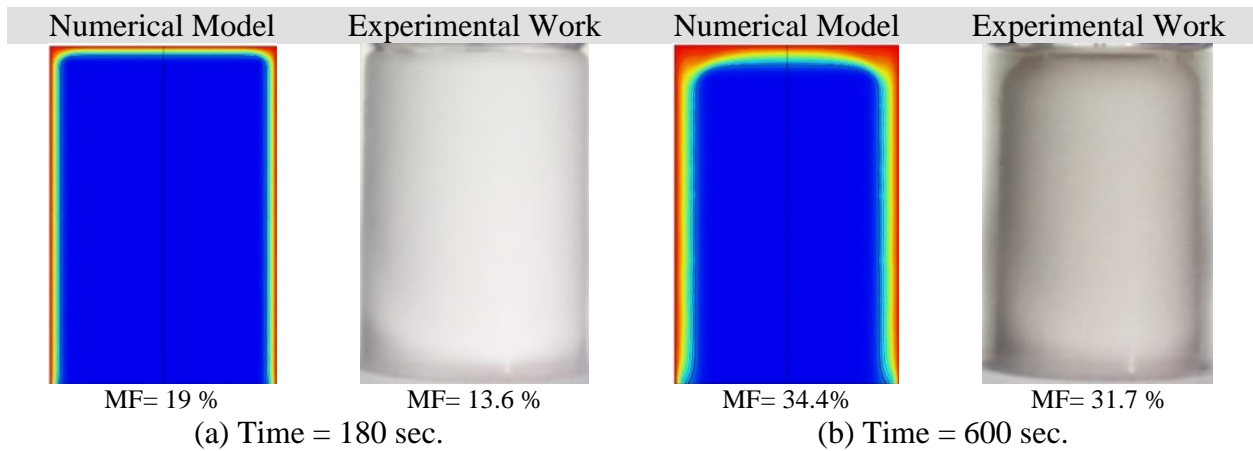 Numerical Model Experimental Work Numerical Model Experimental Work
MF= 19 % MF= 13.6 % MF= 34.4% MF= 31.7 %
(a) Time = 180 sec. (b) Time = 600 sec.